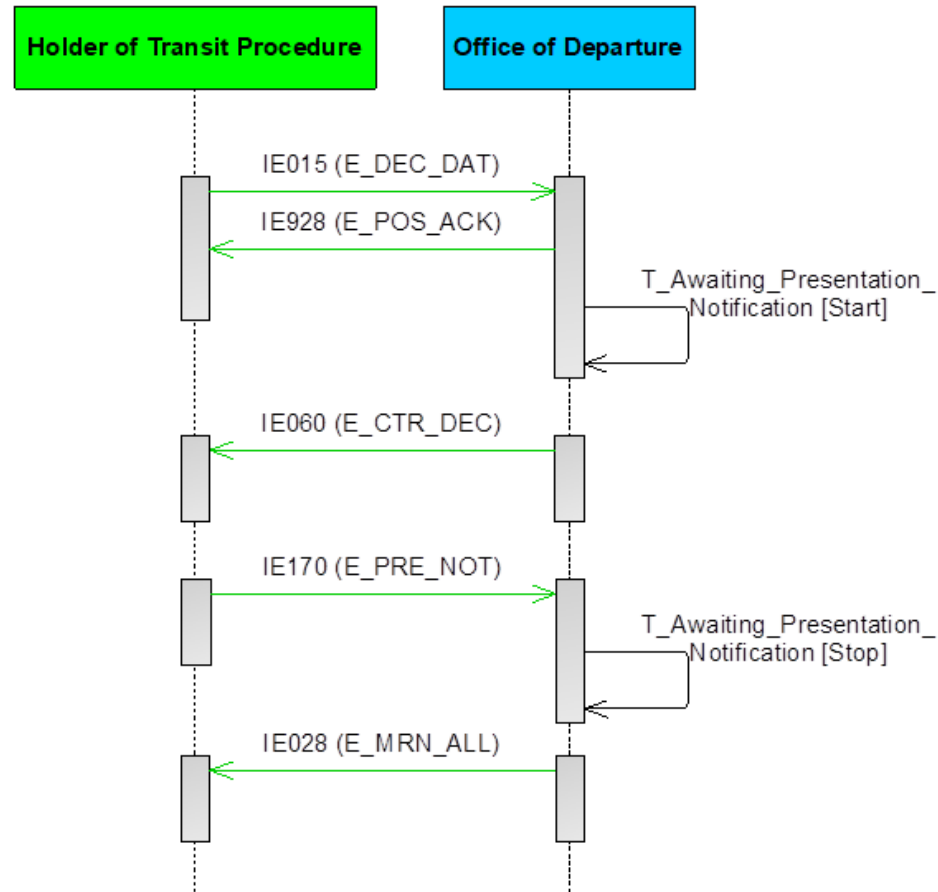 Holder of Transit Procedure
Office of Departure
IE015 (E_DEC_DAT)
IE928 (E_POS_ACK)
T_Awaiting_Presentation_
Notification [Start]
IE060 (E_CTR_DEC)
IE170 (E_PRE_NOT)
T_Awaiting_Presentation_
Notification [Stop]
IE028 (E_MRN_ALL)